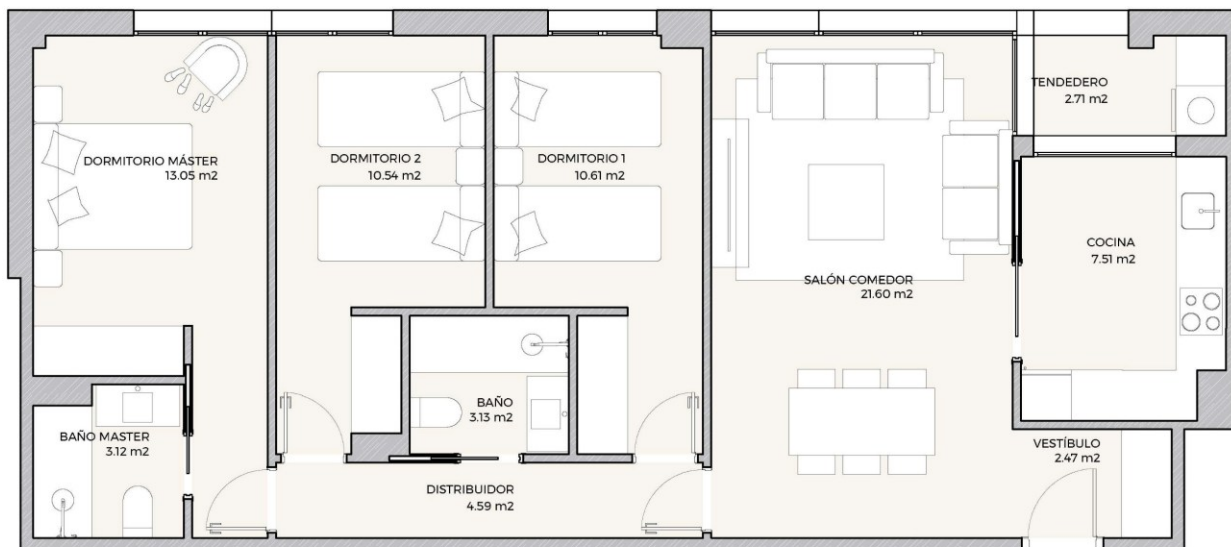 TENDEDERO
2.71 m2
DORMITORIO MÁSTER
13.05 m2
DORMITORIO 2
10.54 m2
DORMITORIO 1
10.61 m2
COCINA
7.51 m2
SALÓN COMEDOR
21.60 m2
BAÑO
3.13 m2
BAÑO MASTER
3.12 m2
VESTÍBULO
2.47 m2
DISTRIBUIDOR
4.59 m2